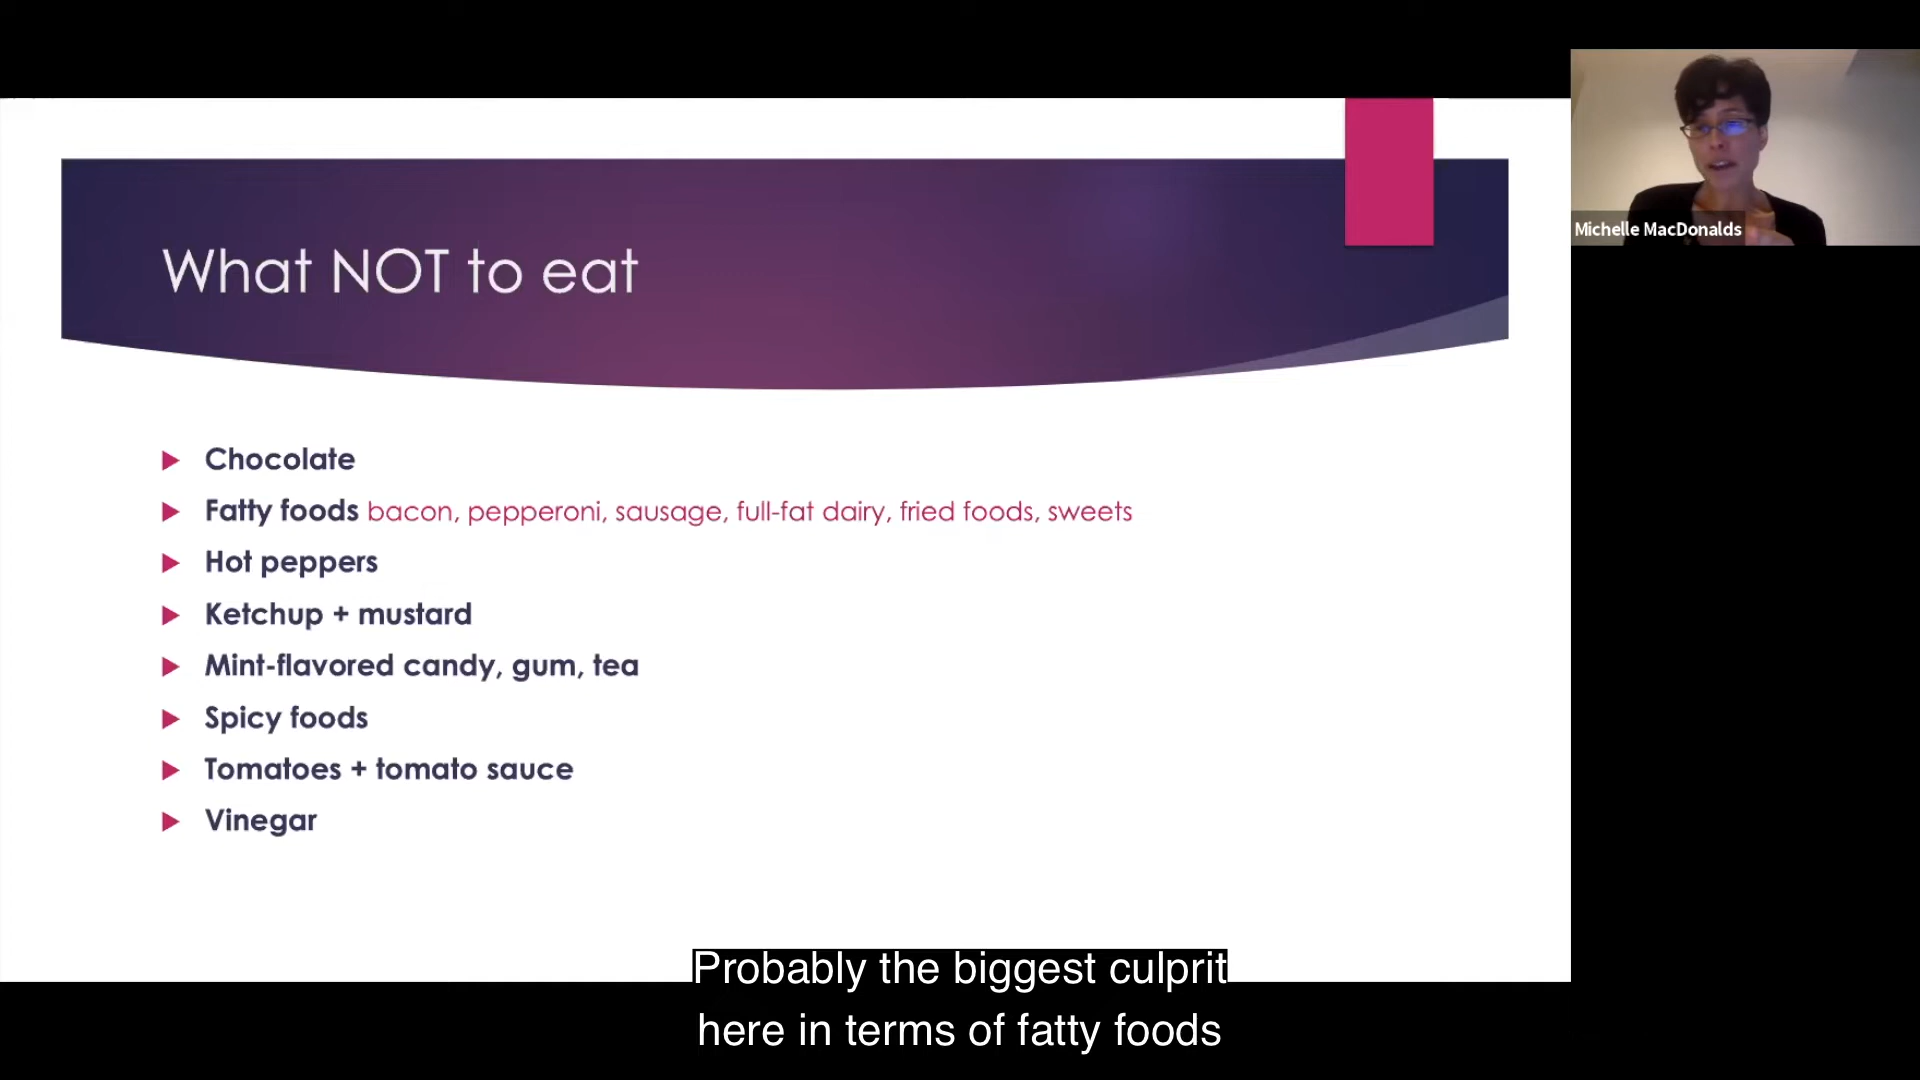 What NOT to eat
Michelle MacDonalds
Chocolate
Fatty foods bacon, pepperoni, sausage, full-fat dairy, fried foods, sweets
Hot peppers
Ketchup + mustard
Mint-flavored candy, gum, tea
Spicy foods
Tomatoes + tomato sauce
Vinegar
Probably the biggest culprit
here in terms of fatty foods